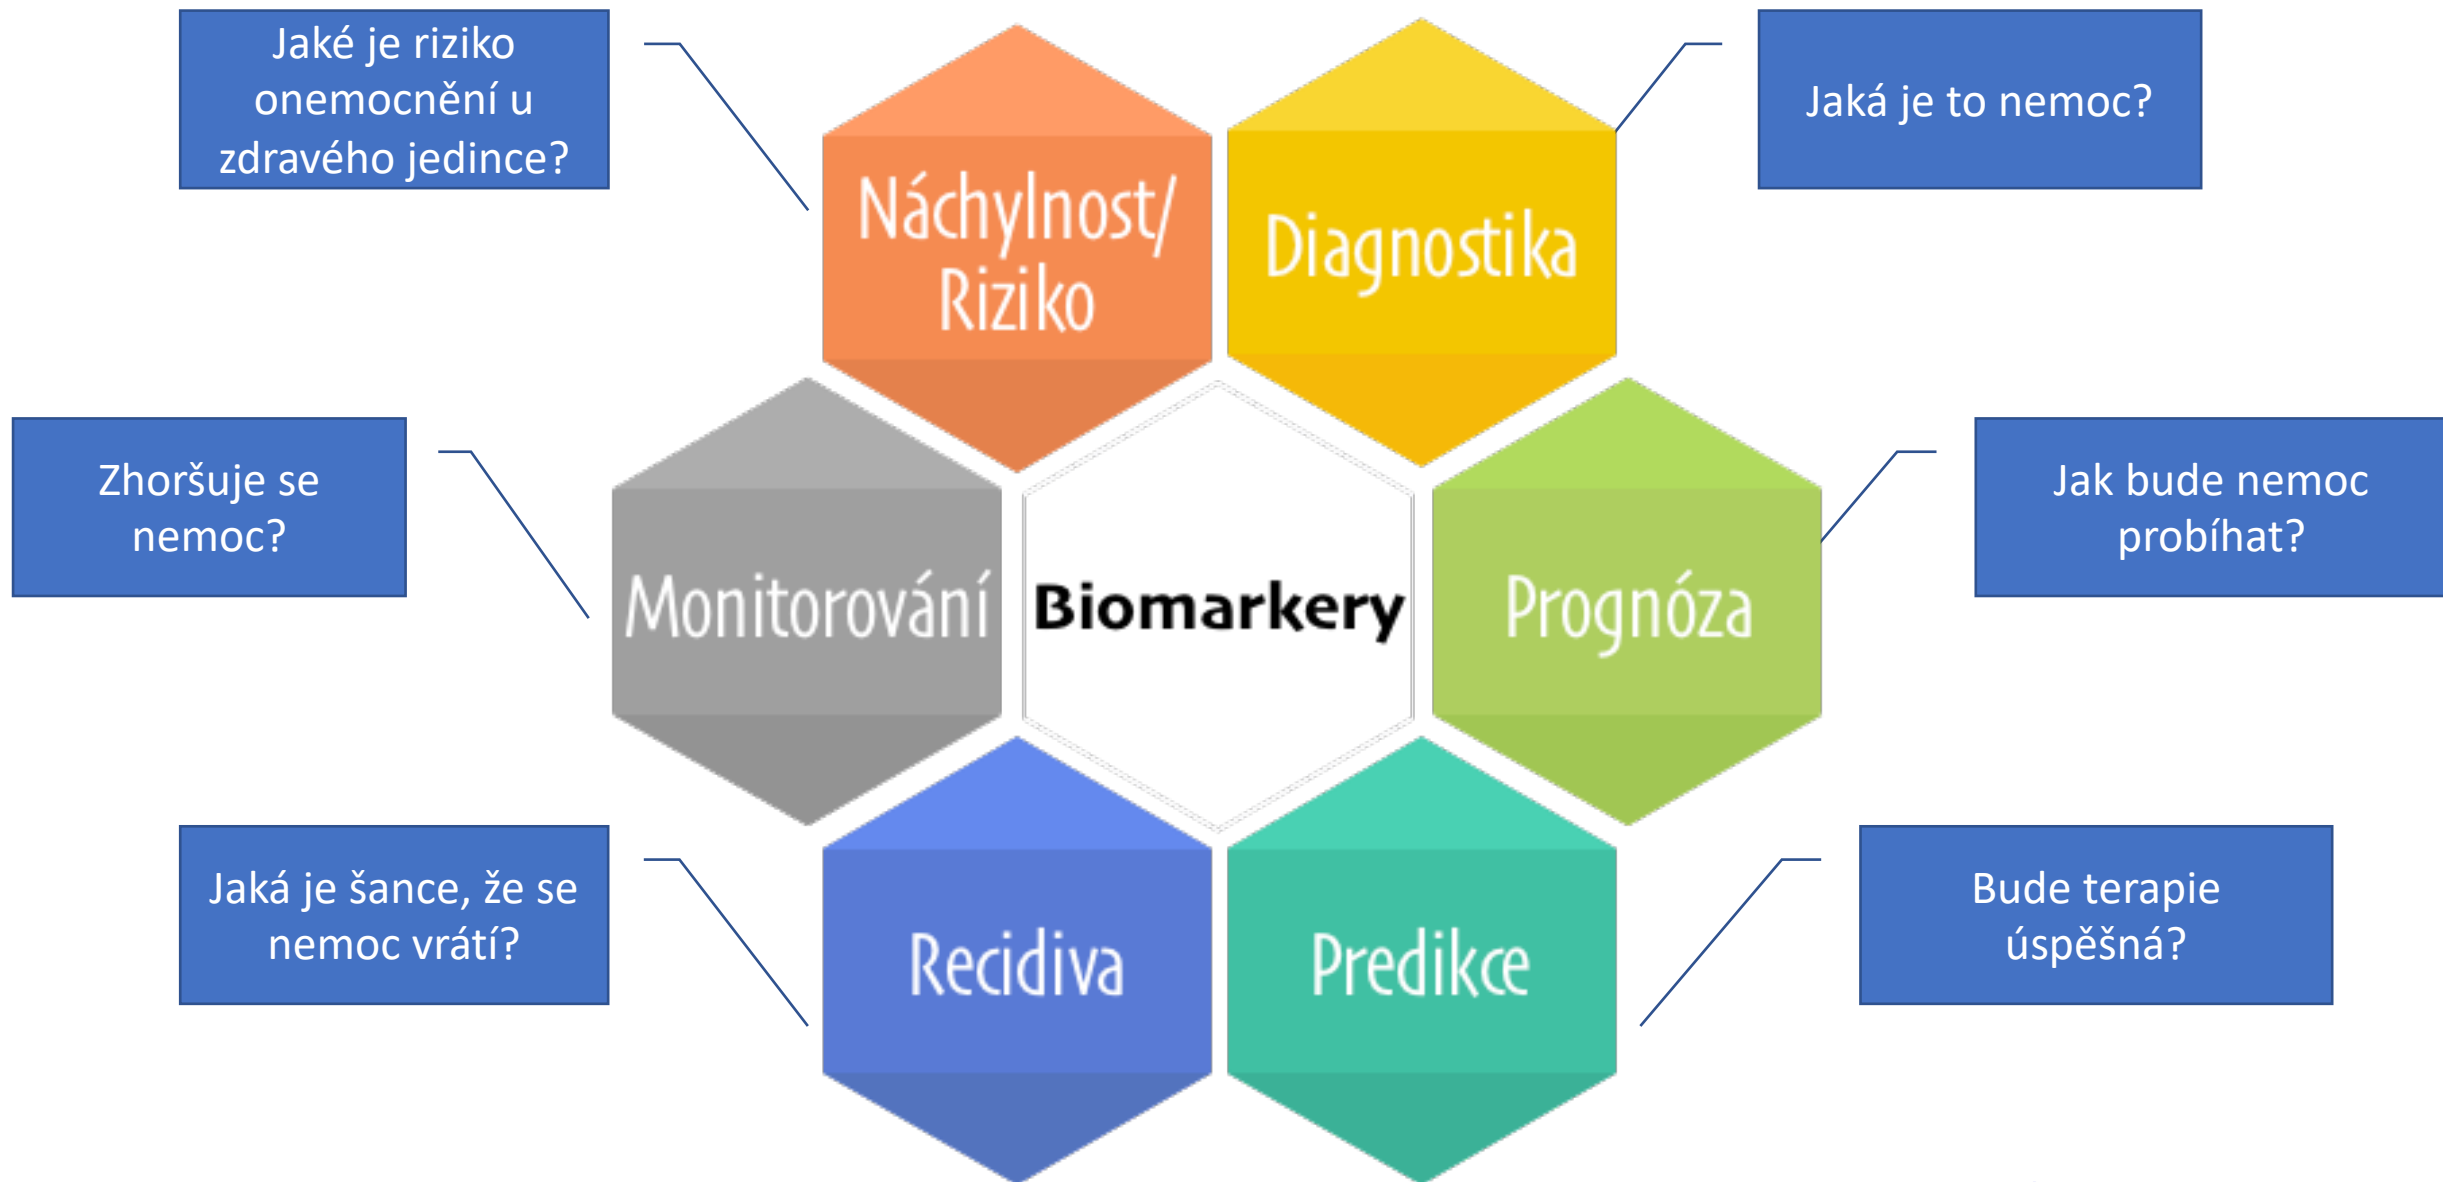 Jaké je riziko
onemocnění u
zdravého jedince?
Náchylnost/
Riziko
Diagnostika
Jaká je to nemoc?
Zhoršuje se
nemoc?
Monitorování
Biomarkery
Prognóza
Jak bude nemoc
probíhat?
Jaká je šance, že se
nemoc vrátí?
Recidiva
Predikce
Bude terapie
úspěšná?